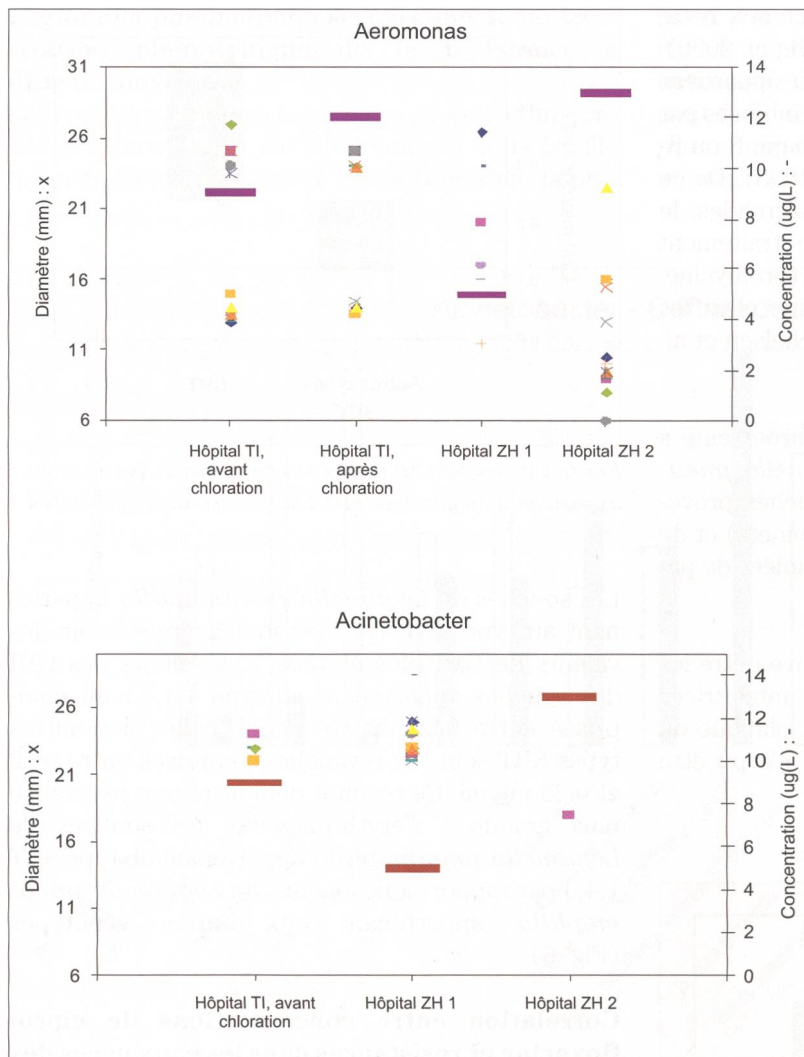 Aeromonas
31
26
21
16
11
6
Diamètre (mm) : x
14
12
10
8
6
4
2
0
Concentration (ug(L) : -
Hôpital TI,
avant
chloration
Hôpital TI,
après
chloration
Hôpital ZH 1
Hôpital ZH 2
Acinetobacter
26
21
16
11
6
Diamètre (mm) : x
14
12
10
8
6
4
2
0
Concentration (ug(L) : -
Hôpital TI, avant
chloration
Hôpital ZH 1
Hôpital ZH 2